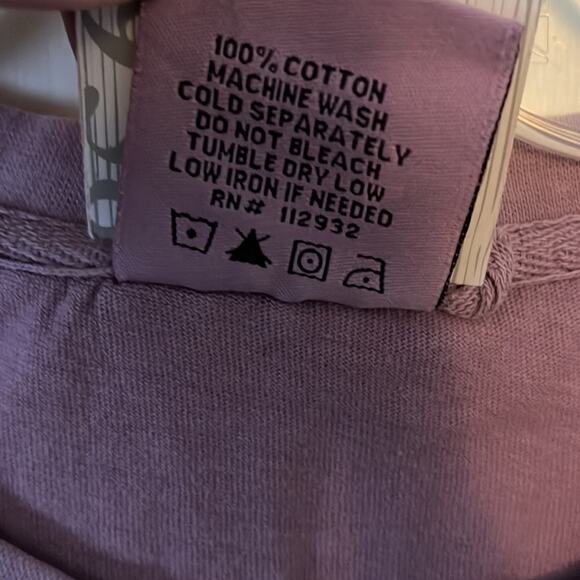 100% COTTON
MACHINE WASH
COLD SEPARATELY
DO NOT BLEACH
TUMBLE DRY LOW
LOW IRON IF NEEDED
RN# 112932